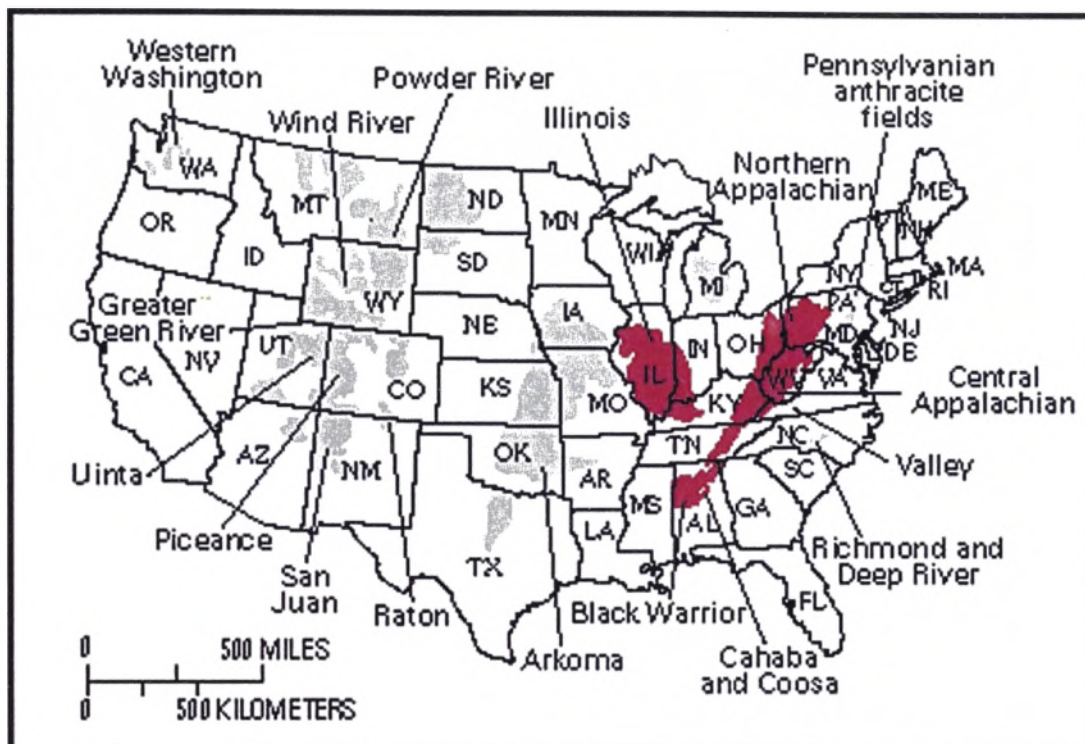 Western
Washington
Powder River
Wind River
Illinois
Pennsylvanian
anthracite
fields
Northern
Appalachian
WA
MT
ND
MN
ME
OR
ID
SD
WI
MI
NY
NH
MA
CT
RI
WY
Greater
Green River
NE
IA
PA
NJ
MD
DE
NV
UT
CO
IL
IN
OH
CA
KS
MO
KY
WV
VA
Central
Appalachian
AZ
NM
OK
AR
TN
NC
SC
Valley
Uinta
MS
AL
GA
LA
TX
Piceance
San
Juan
Raton
Richmond and
Deep River
FL
Black Warrior
Arkoma
Cahaba
and Coosa
0 500 MILES
0 500 KILOMETERS